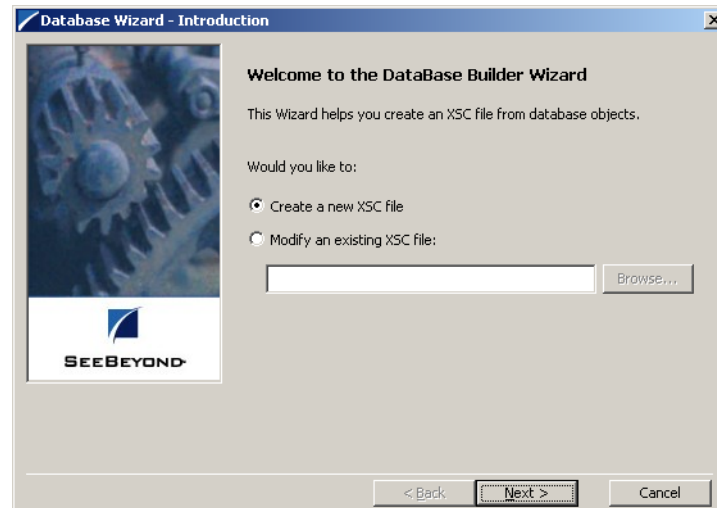 Database Wizard - Introduction
Welcome to the DataBase Builder Wizard
This Wizard helps you create an XSC file from database objects.
Would you like to:
Create a new XSC file
Modify an existing XSC file:
Browse...
SEEBEYOND
< Back
Next >
Cancel